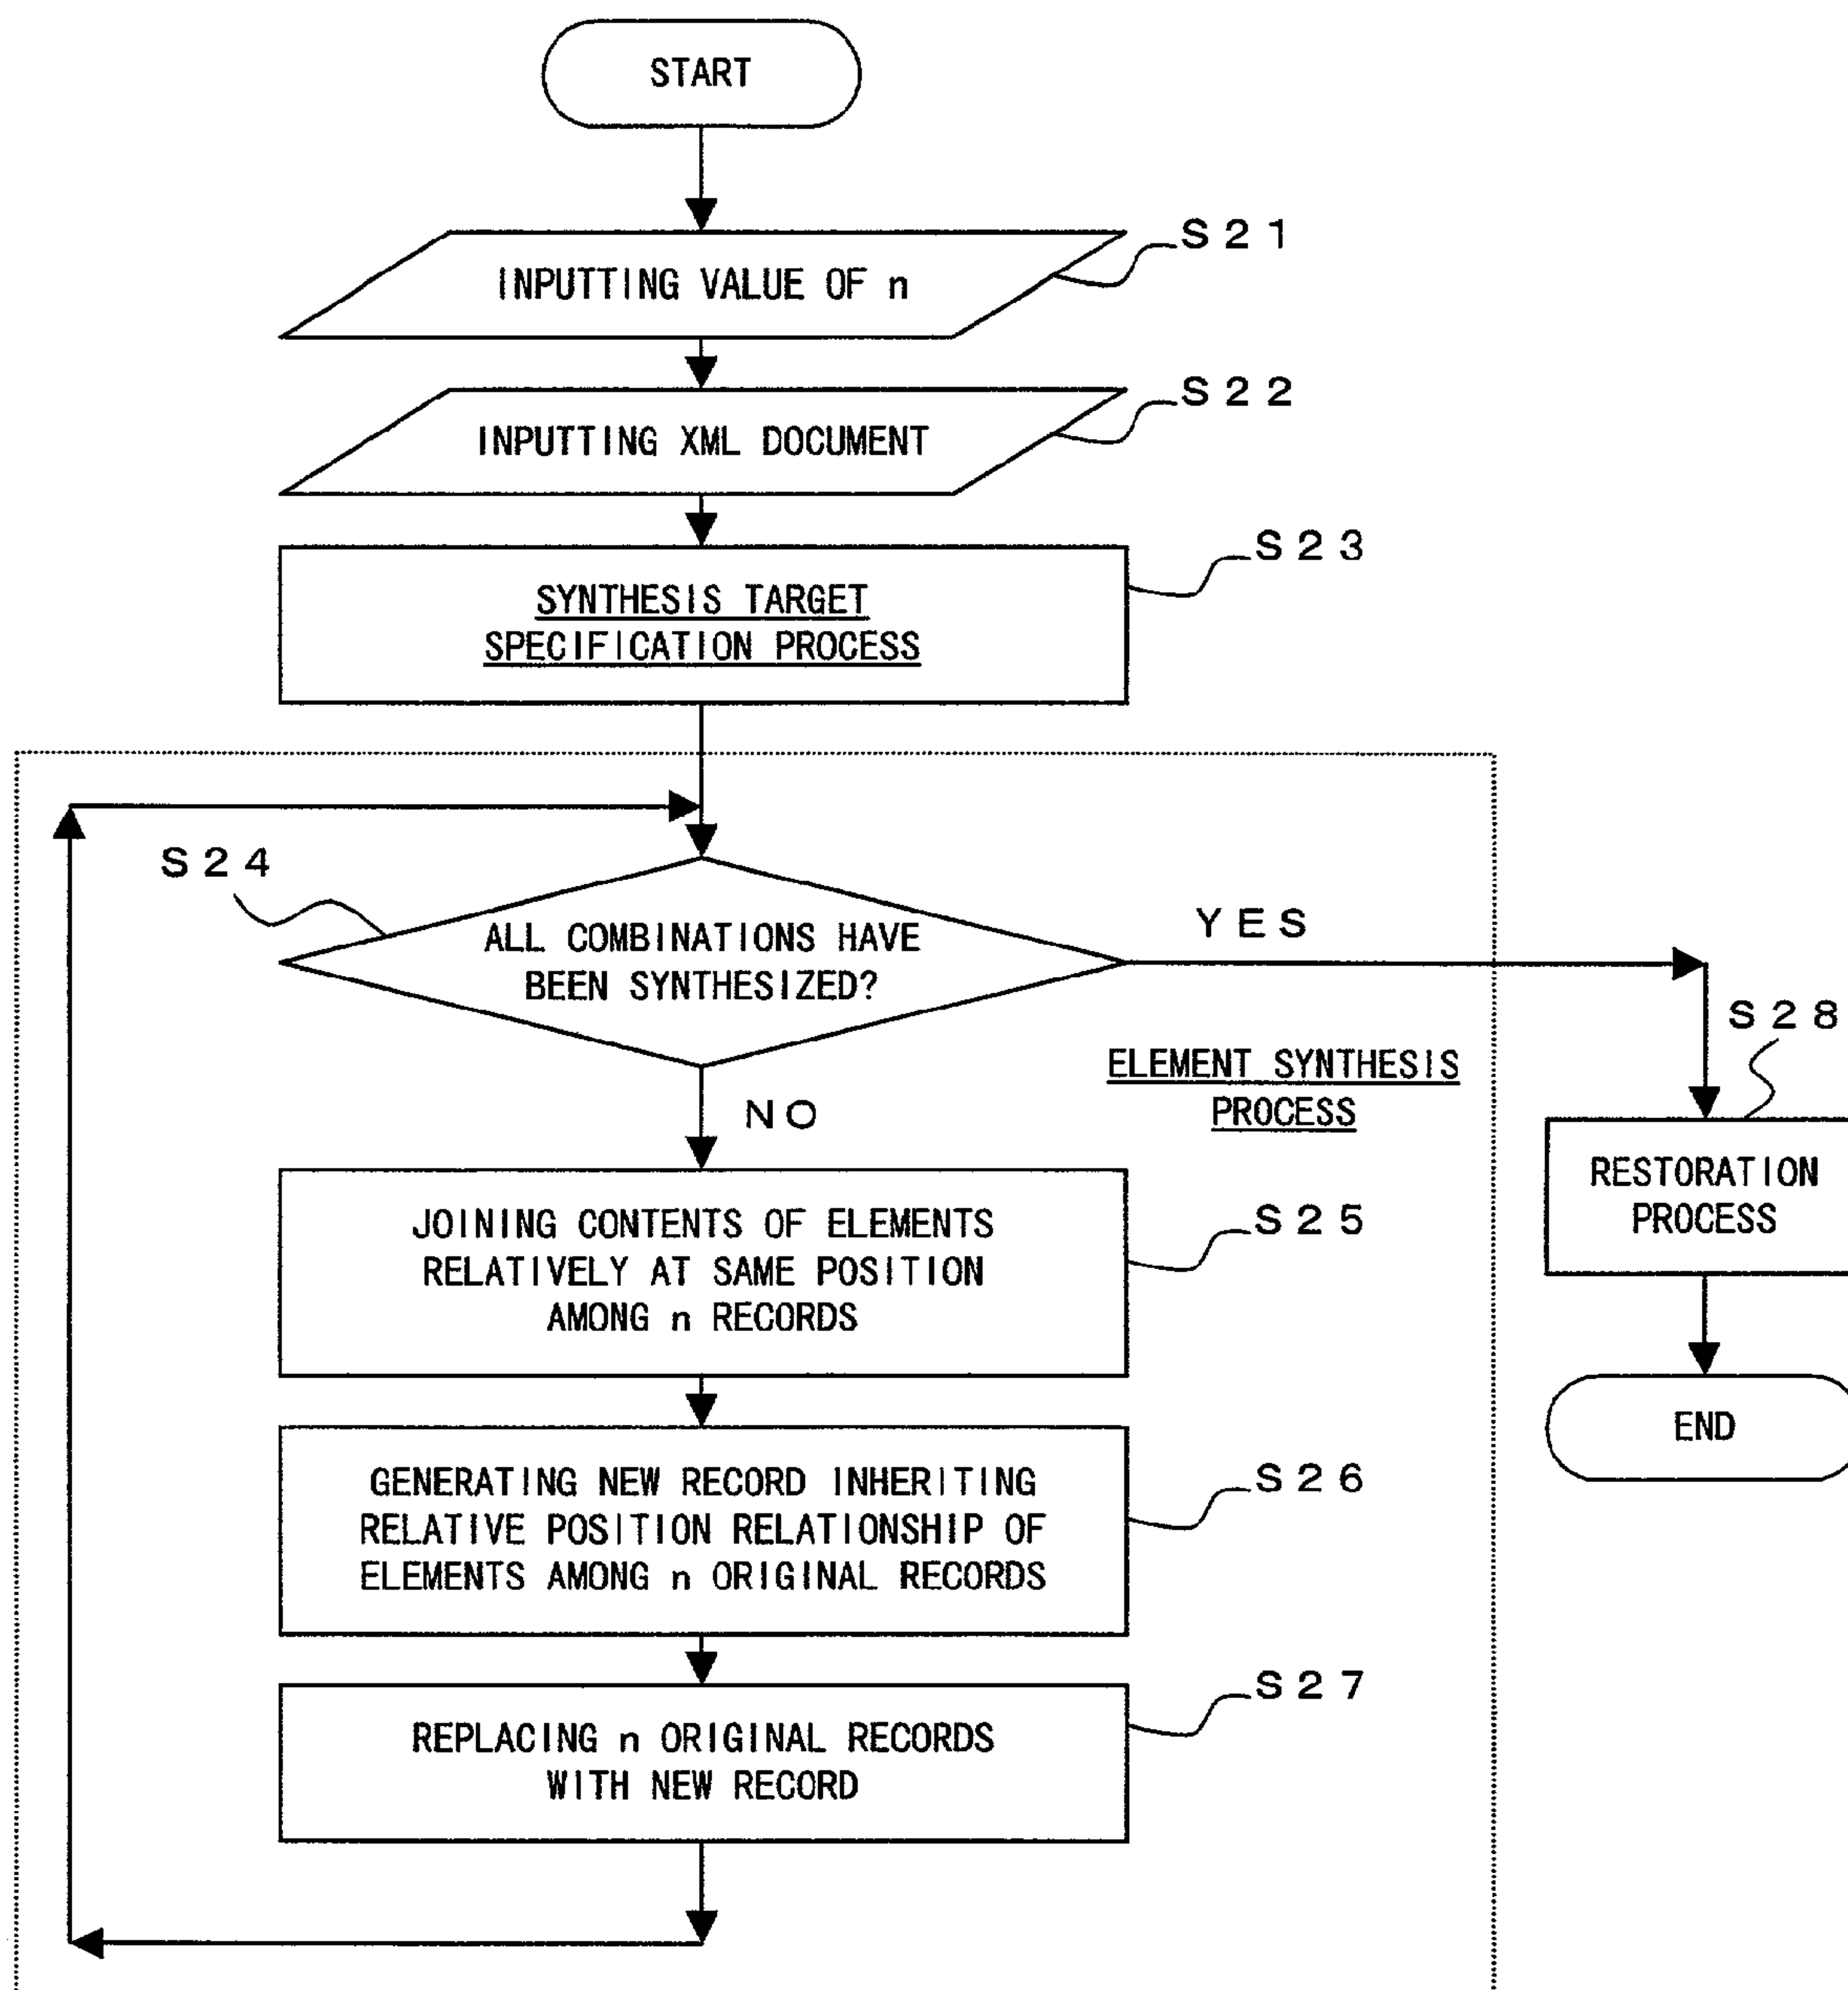 START
S21
INPUTTING VALUE OF n
S22
INPUTTING XML DOCUMENT
S23
SYNTHESIS TARGET
SPECIFICATION PROCESS
S24
ALL COMBINATIONS HAVE
BEEN SYNTHESIZED?
YES
NO
ELEMENT SYNTHESIS
PROCESS
S28
RESTORATION
PROCESS
END
S25
JOINING CONTENTS OF ELEMENTS
RELATIVELY AT SAME POSITION
AMONG n RECORDS
S26
GENERATING NEW RECORD INHERITING
RELATIVE POSITION RELATIONSHIP OF
ELEMENTS AMONG n ORIGINAL RECORDS
S27
REPLACING n ORIGINAL RECORDS
WITH NEW RECORD